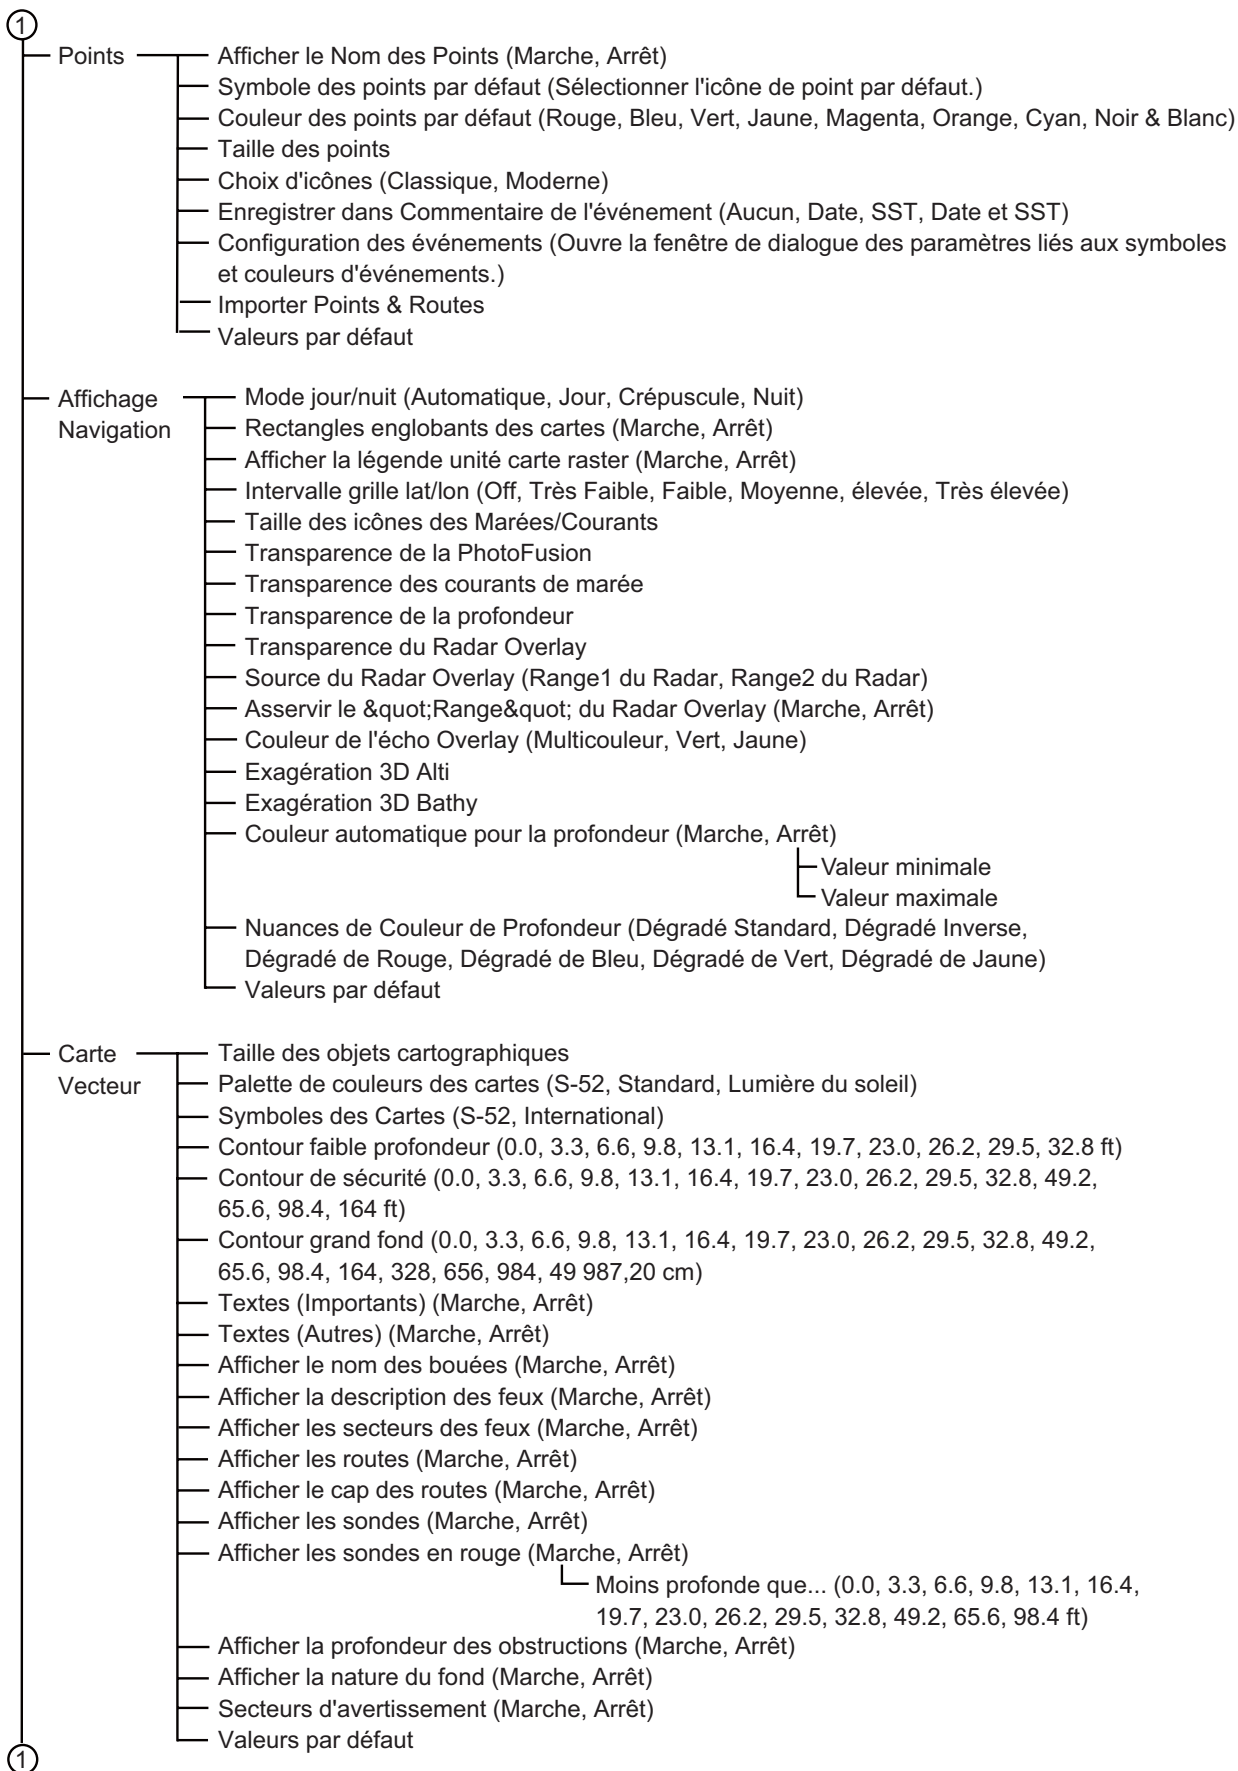 1
Points
Afficher le Nom des Points (Marche, Arrêt)
Symbole des points par défaut (Sélectionner l'icône de point par défaut.)
Couleur des points par défaut (Rouge, Bleu, Vert, Jaune, Magenta, Orange, Cyan, Noir & Blanc)
Taille des points
Choix d'icônes (Classique, Moderne)
Enregistrer dans Commentaire de l'événement (Aucun, Date, SST, Date et SST)
Configuration des événements (Ouvre la fenêtre de dialogue des paramètres liés aux symboles
et couleurs d'événements.)
Importer Points & Routes
Valeurs par défaut
Affichage
Navigation
Mode jour/nuit (Automatique, Jour, Crépuscule, Nuit)
Rectangles englobants des cartes (Marche, Arrêt)
Afficher la légende unité carte raster (Marche, Arrêt)
Intervalle grille lat/lon (Off, Très Faible, Faible, Moyenne, élevée, Très élevée)
Taille des icônes des Marées/Courants
Transparence de la PhotoFusion
Transparence des courants de marée
Transparence de la profondeur
Transparence du Radar Overlay
Source du Radar Overlay (Range1 du Radar, Range2 du Radar)
Asservir le &quot;Range&quot; du Radar Overlay (Marche, Arrêt)
Couleur de l'écho Overlay (Multicouleur, Vert, Jaune)
Exagération 3D Alti
Exagération 3D Bathy
Couleur automatique pour la profondeur (Marche, Arrêt)
Valeur minimale
Valeur maximale
Nuances de Couleur de Profondeur (Dégradé Standard, Dégradé Inverse,
Dégradé de Rouge, Dégradé de Bleu, Dégradé de Vert, Dégradé de Jaune)
Valeurs par défaut
Carte
Vecteur
Taille des objets cartographiques
Palette de couleurs des cartes (S-52, Standard, Lumière du soleil)
Symboles des Cartes (S-52, International)
Contour faible profondeur (0.0, 3.3, 6.6, 9.8, 13.1, 16.4, 19.7, 23.0, 26.2, 29.5, 32.8 ft)
Contour de sécurité (0.0, 3.3, 6.6, 9.8, 13.1, 16.4, 19.7, 23.0, 26.2, 29.5, 32.8, 49.2,
65.6, 98.4, 164 ft)
Contour grand fond (0.0, 3.3, 6.6, 9.8, 13.1, 16.4, 19.7, 23.0, 26.2, 29.5, 32.8, 49.2,
65.6, 98.4, 164, 328, 656, 984, 49 987,20 cm)
Textes (Importants) (Marche, Arrêt)
Textes (Autres) (Marche, Arrêt)
Afficher le nom des bouées (Marche, Arrêt)
Afficher la description des feux (Marche, Arrêt)
Afficher les secteurs des feux (Marche, Arrêt)
Afficher les routes (Marche, Arrêt)
Afficher le cap des routes (Marche, Arrêt)
Afficher les sondes (Marche, Arrêt)
Afficher les sondes en rouge (Marche, Arrêt)
Moins profonde que... (0.0, 3.3, 6.6, 9.8, 13.1, 16.4,
19.7, 23.0, 26.2, 29.5, 32.8, 49.2, 65.6, 98.4 ft)
Afficher la profondeur des obstructions (Marche, Arrêt)
Afficher la nature du fond (Marche, Arrêt)
Secteurs d'avertissement (Marche, Arrêt)
Valeurs par défaut
1